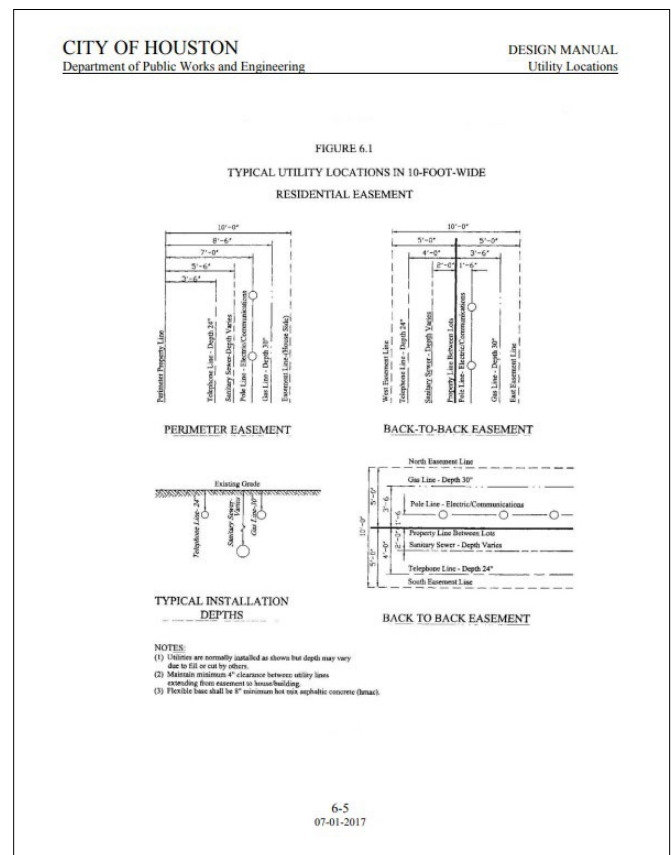 CITY OF HOUSTON
DESIGN MANUAL
Department of Public Works and Engineering
Utility Locations
FIGURE 6.1
TYPICAL UTILITY LOCATIONS IN 10-FOOT-WIDE
RESIDENTIAL EASEMENT
10'-0"
8'-6"
7'-0"
5'-6"
3'-6"
Perimeter Property Line
Telephone Line - Depth 24"
Sanitary Sewer-Depth Varies
Pole Line - Electric/Communications
Gas Line - Depth 30"
Easement Line-(House Side)
PERIMETER EASEMENT
10'-0"
5'-0"
5'-0"
4'-0"
3'-6"
2'-0"
1'-6"
West Easement Line
Telephone Line - Depth 24"
Sanitary Sewer - Depth Varies
Property Line Between Lots
Pole Line- Electric/Communications
Gas Line - Depth 30"
East Easement Line
BACK-TO-BACK EASEMENT
Existing Grade
Telephone Line- 24"
Sanitary Sewer-
Varies
Gas Line-30"
TYPICAL INSTALLATION
DEPTHS
North Easement Line
Gas Line - Depth 30"
Pole Line - Electric/Communications
Property Line Between Lots
Sanitary Sewer - Depth Varies
Telephone Line - Depth 24"
South Easement Line
10'-0"
5'-0"
5'-0"
3'-6
4'-0"
1'-6
2'-0"
BACK TO BACK EASEMENT
NOTES:
(1) Utilities are normally installed as shown but depth may vary
due to fill or cut by others.
(2) Maintain minimum 4" clearance between utility lines
extending from easement to house/building.
(3) Flexible base shall be 8" minimum hot mix asphaltic concrete (hmac).
6-5
07-01-2017